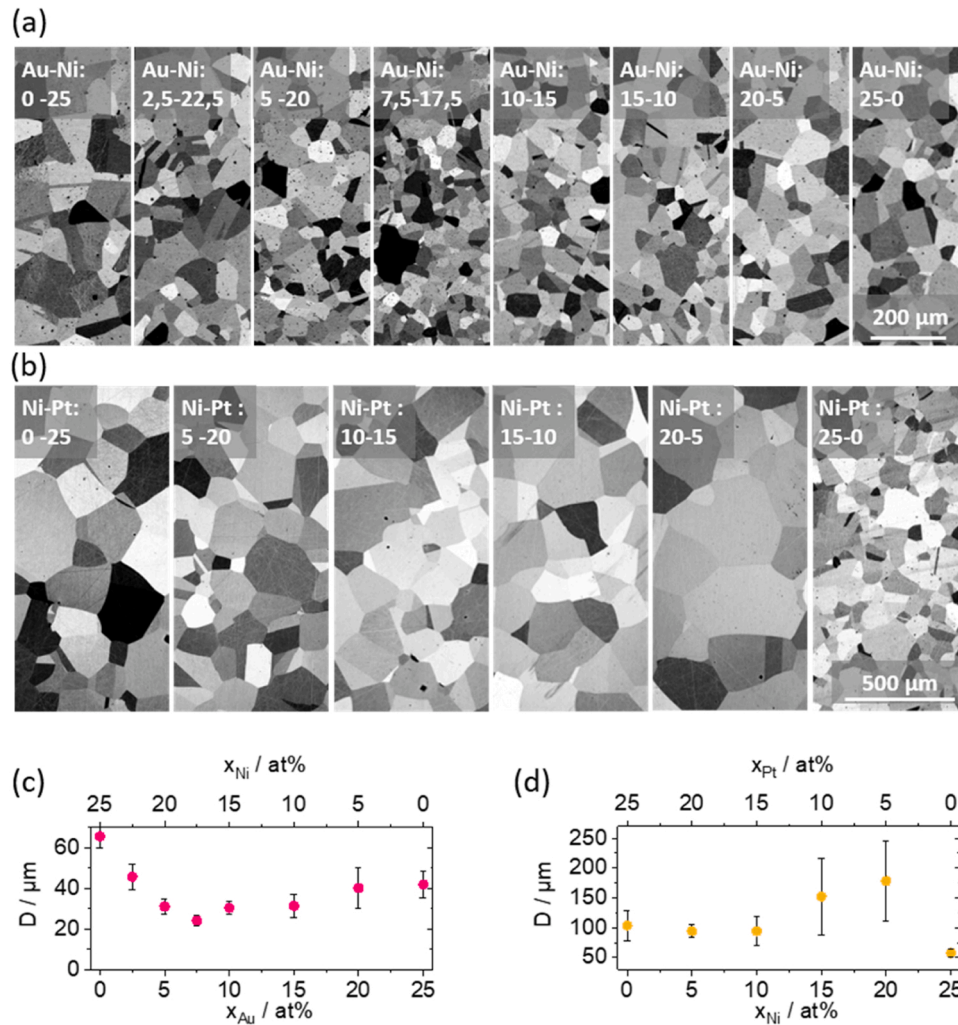 (a)
Au-Ni: Au-Ni: Au-Ni: Au-Ni: Au-Ni: Au-Ni: Au-Ni: Au-Ni:
0 -25 2,5-22,5 5 -20 7,5-17,5 10-15 15-10 20-5 25-0
200 µm
(b)
Ni-Pt: Ni-Pt : Ni-Pt : Ni-Pt : Ni-Pt : Ni-Pt :
0 -25 5 -20 10-15 15-10 20-5 25-0
500 µm
(c)
x_Ni / at%
25 20 15 10 5 0
D / µm
60
40
20
0
0 5 10 15 20 25
x_Au / at%
(d)
x_Pt / at%
25 20 15 10 5 0
D / µm
250
200
150
100
50
0 5 10 15 20 25
x_Ni / at%